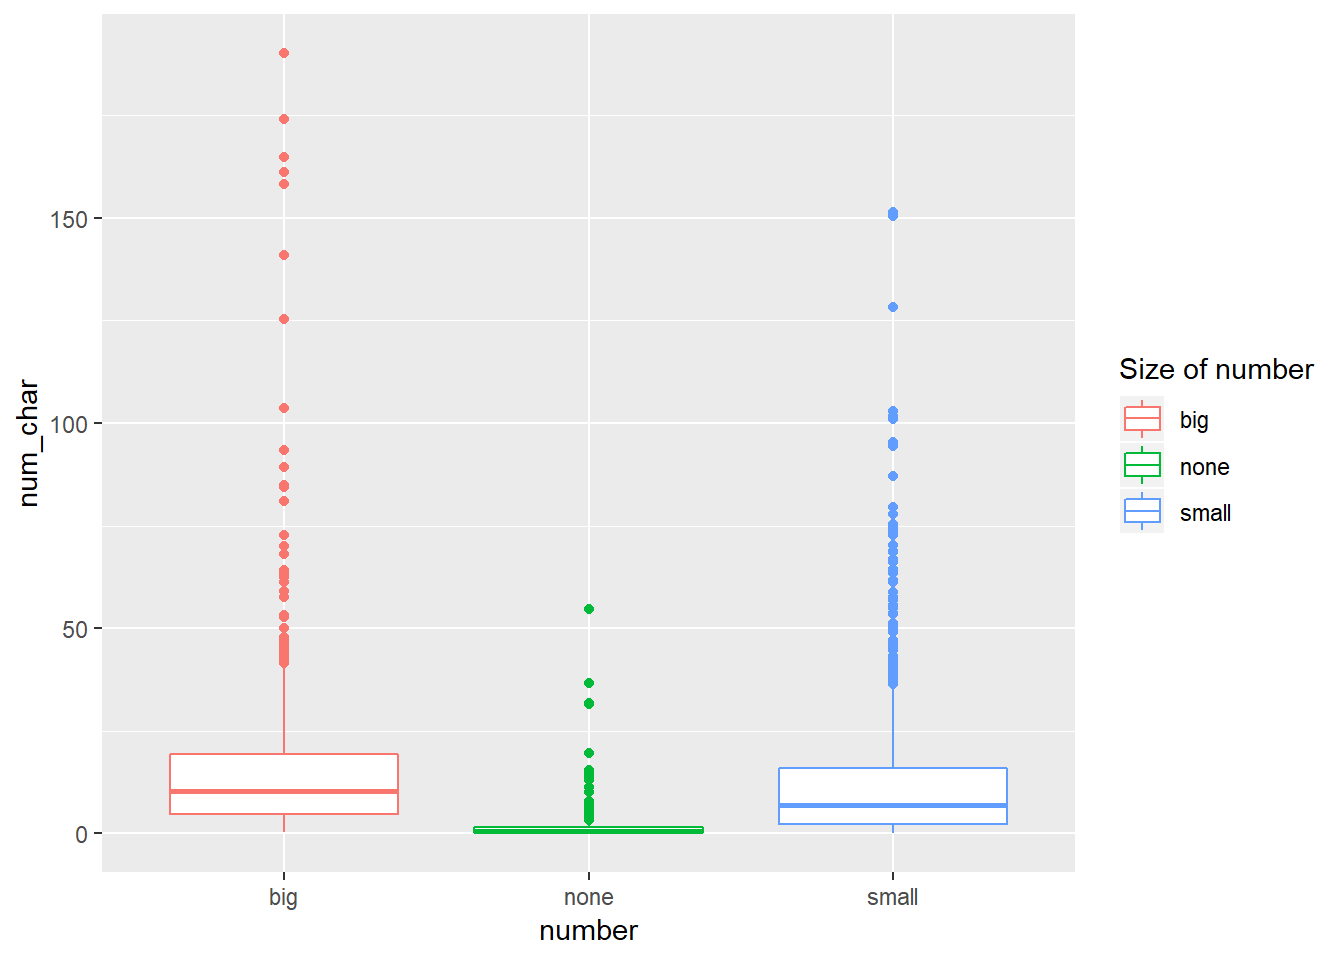 150
100
50
0
num_char
big
none
small
number
Size of number
big
none
small